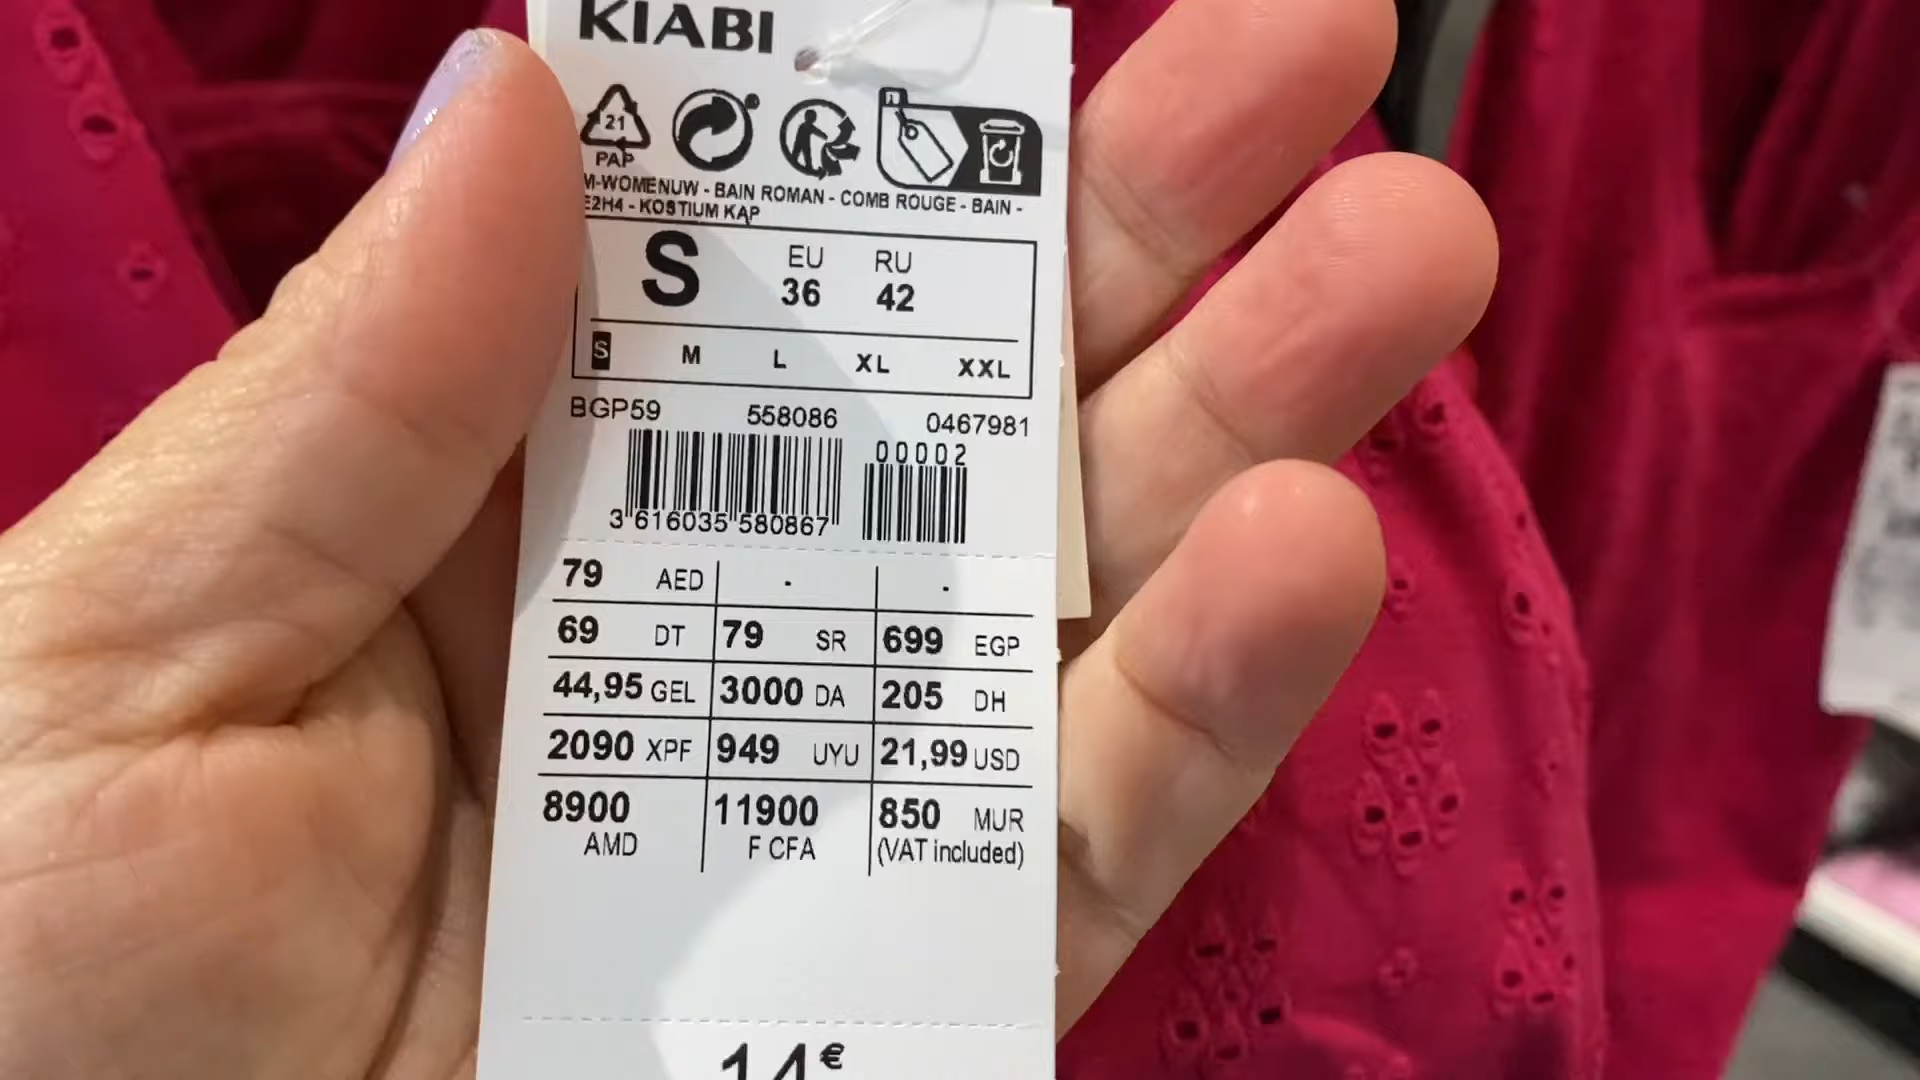 KIABI
21
PAP
M-WOMENUW - BAIN ROMAN - COMB ROUGE - BAIN -
E2H4 - KOSTIUM KĄP
S EU RU
36 42
S M L XL XXL
BGP59 558086 0467981
00002
3 616035 580867
79 AED - -
69 DT 79 SR 699 EGP
44,95 GEL 3000 DA 205 DH
2090 XPF 949 UYU 21,99 USD
8900 11900 850 MUR
AMD F CFA (VAT included)
14€